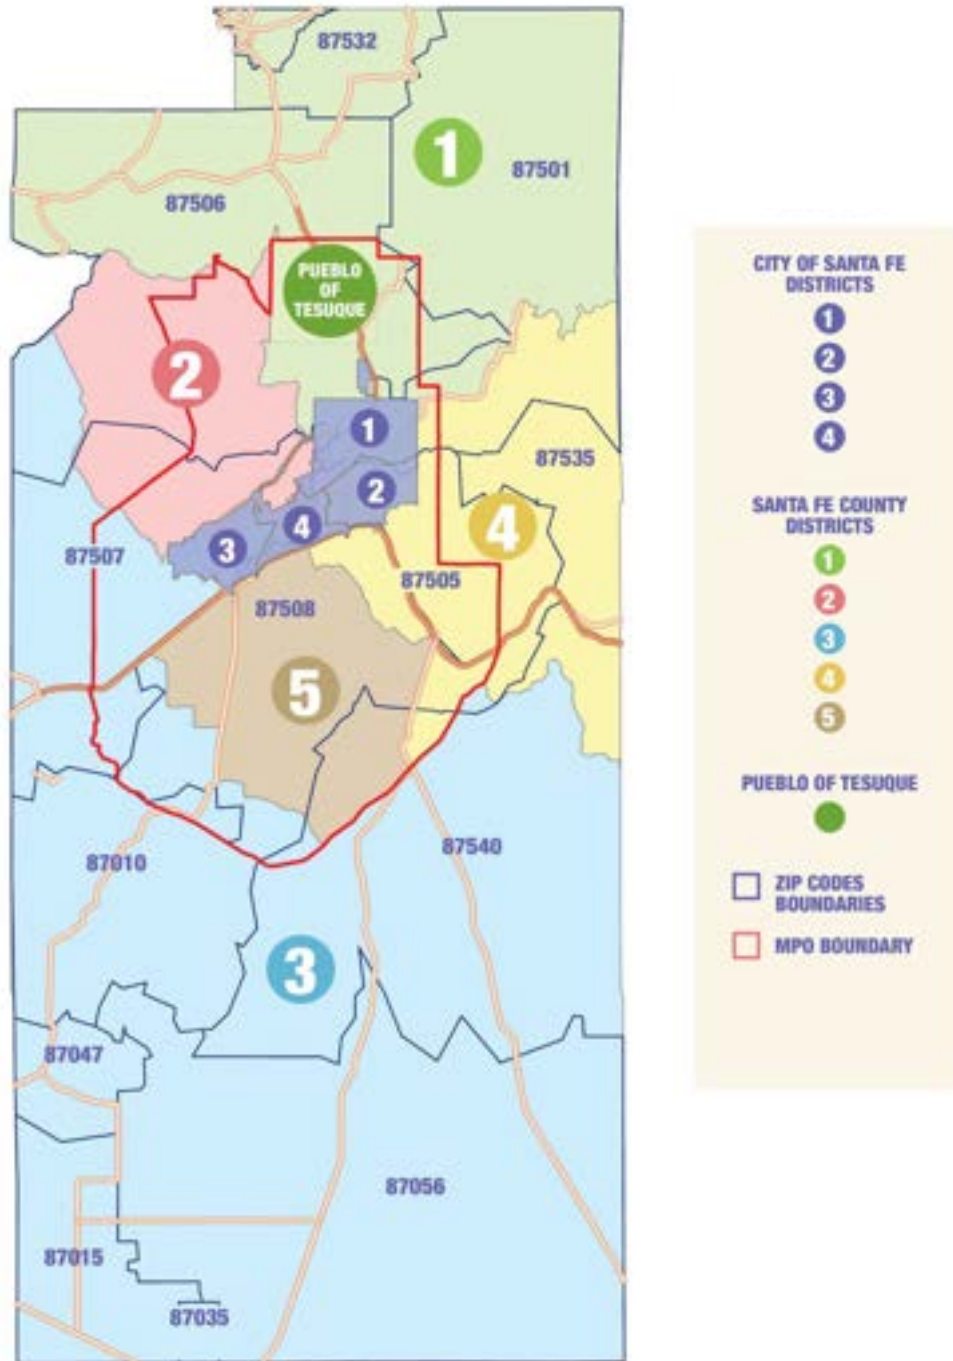 87532
1
87501
87506
PUEBLO
OF
TESUQUE
2
1
87535
2
4
4
3
87507
87505
87508
5
87010
87540
3
87047
87056
87015
87035
CITY OF SANTA FE
DISTRICTS
1
2
3
4
SANTA FE COUNTY
DISTRICTS
1
2
3
4
5
PUEBLO OF TESUQUE
ZIP CODES
BOUNDARIES
MPO BOUNDARY